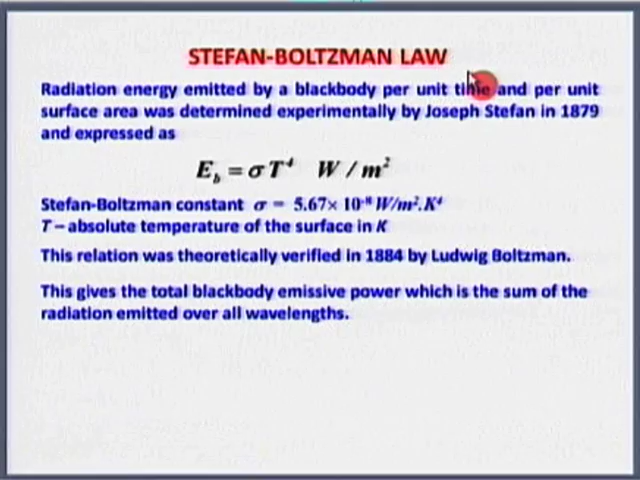 STEFAN-BOLTZMAN LAW
Radiation energy emitted by a blackbody per unit time and per unit
surface area was determined experimentally by Joseph Stefan in 1879
and expressed as
E_b = σT⁴ W / m²
Stefan-Boltzman constant σ = 5.67× 10⁻⁸ W/m².K⁴
T – absolute temperature of the surface in K
This relation was theoretically verified in 1884 by Ludwig Boltzman.
This gives the total blackbody emissive power which is the sum of the
radiation emitted over all wavelengths.